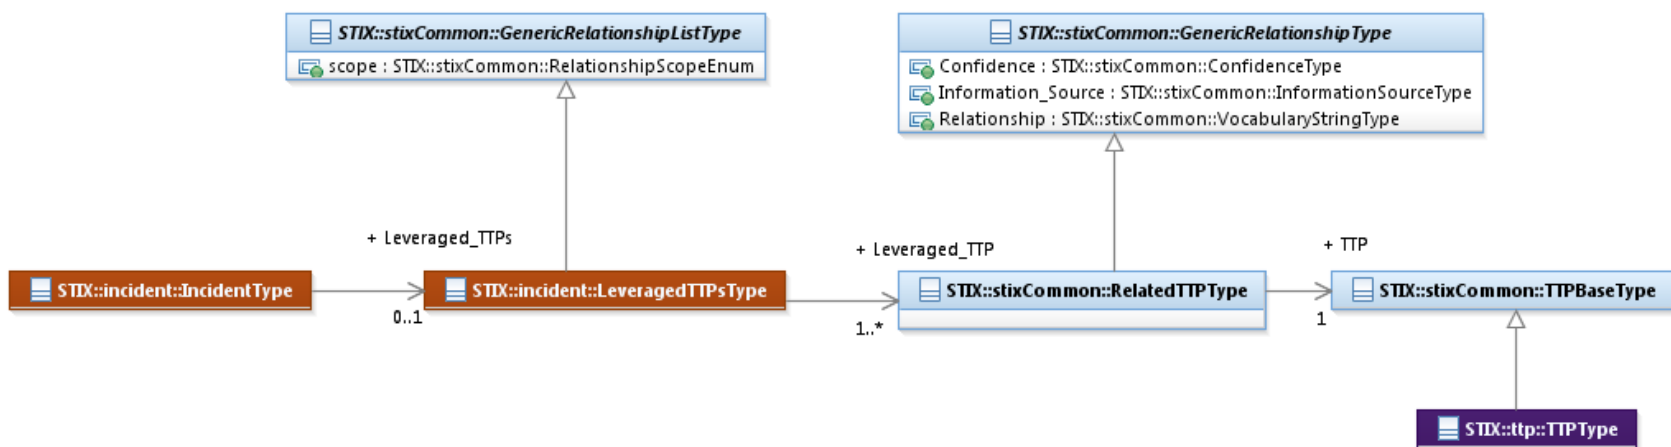 STIX::stixCommon::GenericRelationshipListType
scope : STIX::stixCommon::RelationshipScopeEnum
STIX::stixCommon::GenericRelationshipType
Confidence : STIX::stixCommon::ConfidenceType
Information_Source : STIX::stixCommon::InformationSourceType
Relationship : STIX::stixCommon::VocabularyStringType
+ Leveraged_TTPs
+ Leveraged_TTP
+ TTP
STIX::incident::IncidentType
STIX::incident::LeveragedTTPsType
STIX::stixCommon::RelatedTTPType
STIX::stixCommon::TTPBaseType
0..1
1..*
1
STIX::ttp::TTPType